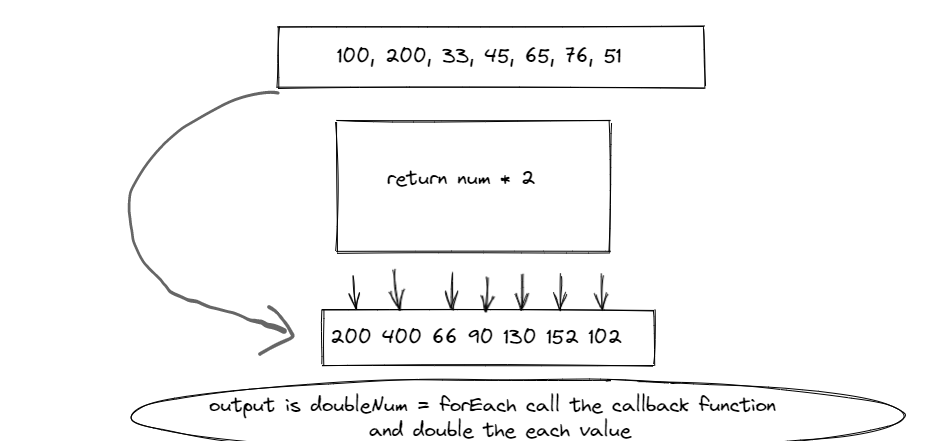 100, 200, 33, 45, 65, 76, 51
return num * 2
200 400 66 90 130 152 102
output is doubleNum = forEach call the callback function
and double the each value